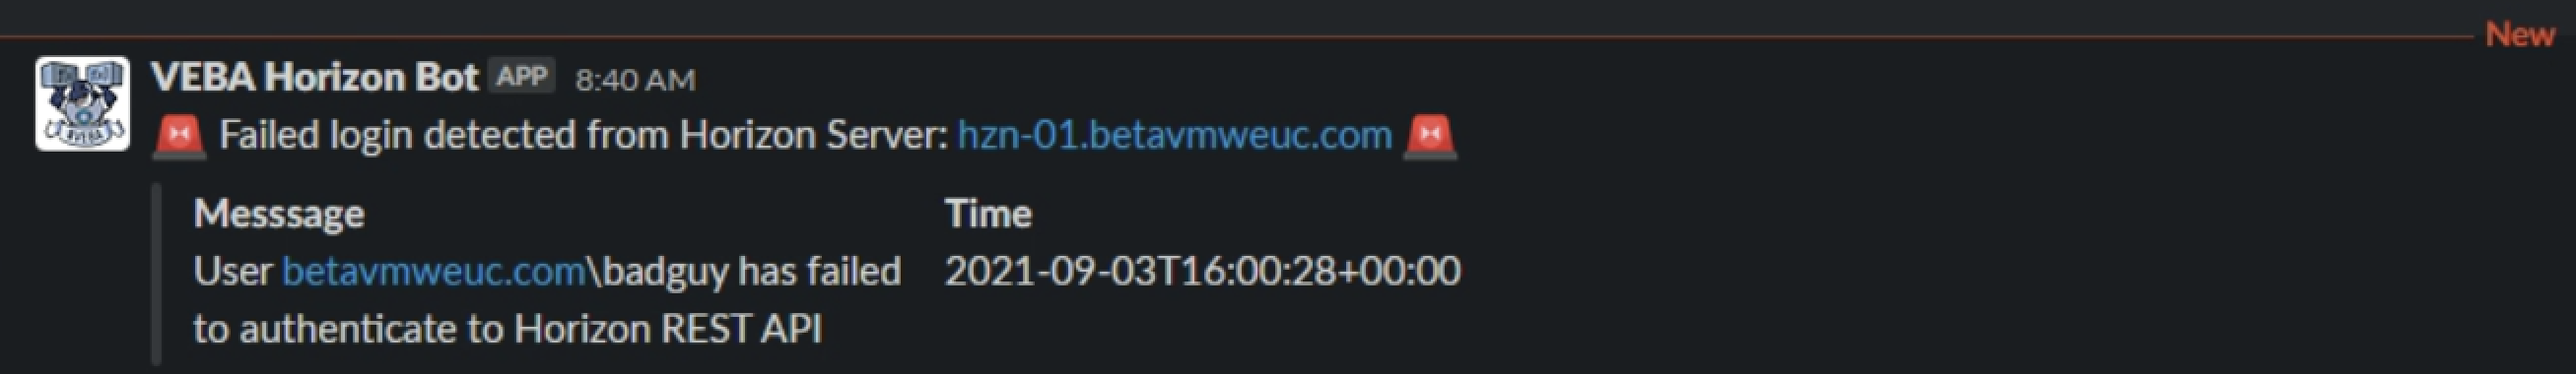 New
VEBA Horizon Bot APP 8:40 AM
🚨 Failed login detected from Horizon Server: hzn-01.betavmweuc.com 🚨
Messsage Time
User betavmweuc.com\badguy has failed 2021-09-03T16:00:28+00:00
to authenticate to Horizon REST API
VEBA